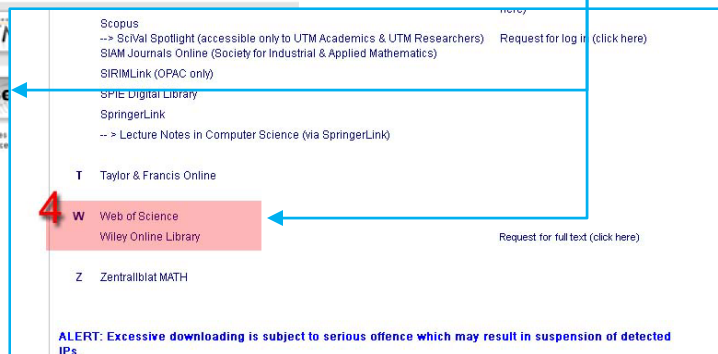 here)
Scopus
--> SciVal Spotlight (accessible only to UTM Academics & UTM Researchers) Request for log in (click here)
SIAM Journals Online (Society for Industrial & Applied Mathematics)
SIRIMLink (OPAC only)
SPIE Digital Library
SpringerLink
-- > Lecture Notes in Computer Science (via SpringerLink)
T Taylor & Francis Online
4 W Web of Science
Wiley Online Library Request for full text (click here)
Z Zentrallblat MATH
ALERT: Excessive downloading is subject to serious offence which may result in suspension of detected
IPs